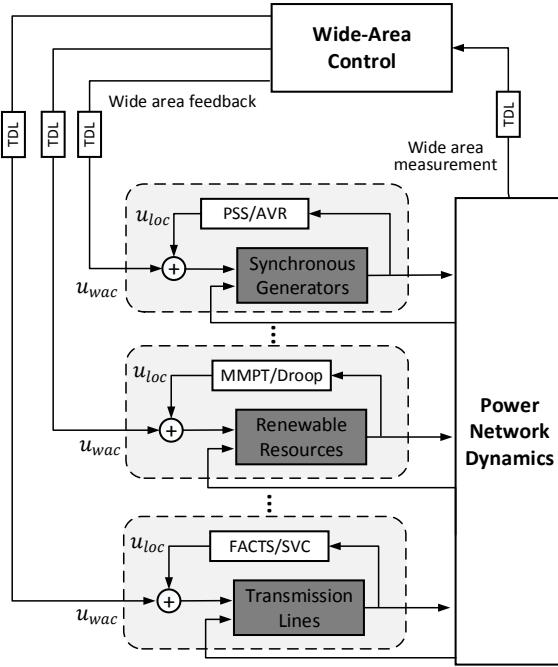 Wide-Area
Control
Wide area feedback
TDL
TDL
TDL
TDL
Wide area
measurement
u_loc
PSS/AVR
+
Synchronous
Generators
u_wac
u_loc
MMPT/Droop
+
Renewable
Resources
u_wac
Power
Network
Dynamics
u_loc
FACTS/SVC
+
Transmission
Lines
u_wac